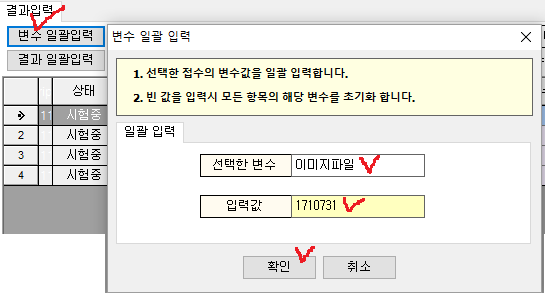 결과입력
변수 일괄입력
결과 일괄입력
상태
11 시험중
2 시험중
3 시험중
4 시험중
변수 일괄 입력
1. 선택한 접수의 변수값을 일괄 입력합니다.
2. 빈 값을 입력시 모든 항목의 해당 변수를 초기화 합니다.
일괄 입력
선택한 변수 이미지파일
입력값 1710731
확인 취소